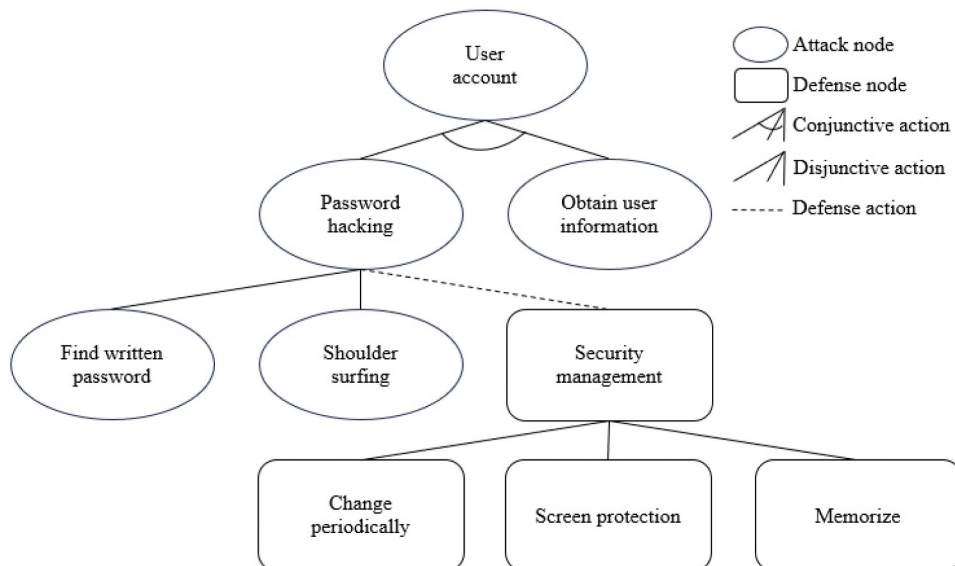 User
account
Attack node
Defense node
Conjunctive action
Disjunctive action
Defense action
Password
hacking
Obtain user
information
Find written
password
Shoulder
surfing
Security
management
Change
periodically
Screen protection
Memorize